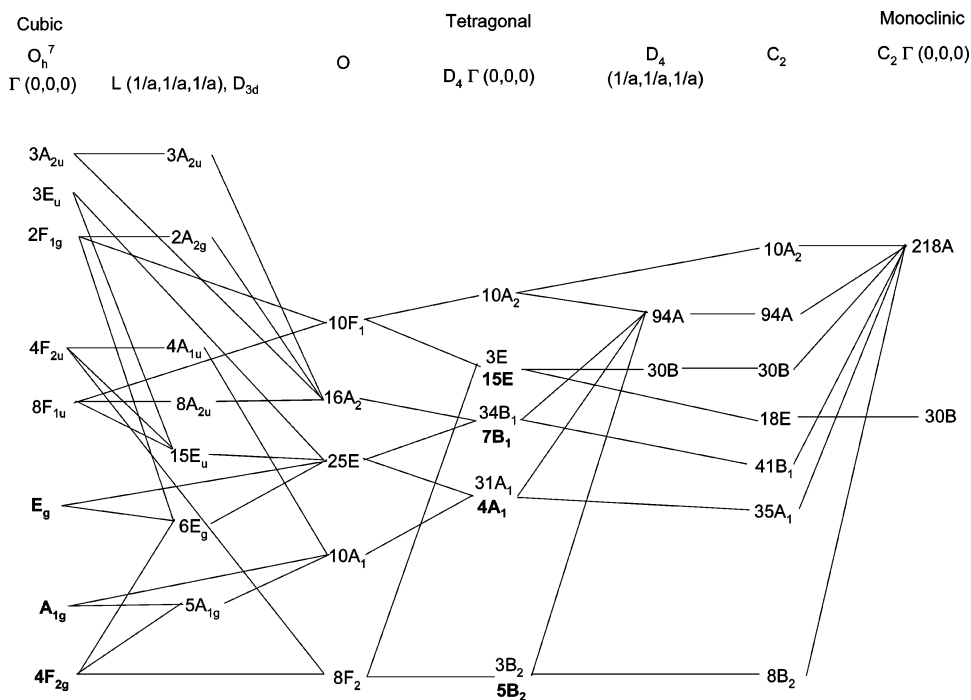 Cubic
Tetragonal
Monoclinic
O_h^7
Γ (0,0,0)
L (1/a,1/a,1/a), D_3d
O
D_4 Γ (0,0,0)
D_4
(1/a,1/a,1/a)
C_2
C_2 Γ (0,0,0)
3A_2u
3A_2u
3E_u
2F_1g
2A_2g
10A_2
218A
10F_1
10A_2
94A
94A
4F_2u
4A_1u
3E
15E
30B
30B
8F_1u
8A_2u
16A_2
34B_1
7B_1
18E
30B
15E_u
25E
41B_1
E_g
6E_g
31A_1
4A_1
35A_1
10A_1
A_1g
5A_1g
4F_2g
8F_2
3B_2
5B_2
8B_2